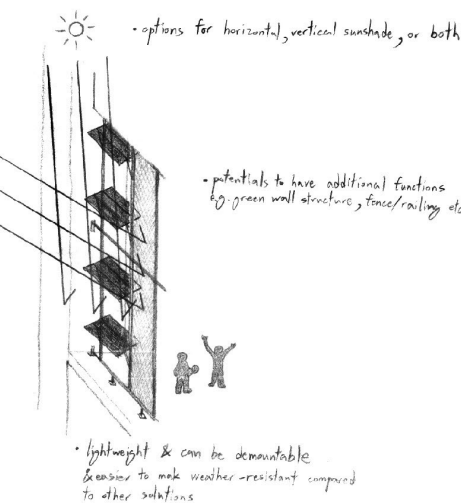 • options for horizontal, vertical sunshade, or both
• potentials to have additional functions
e.g. green wall structure, fence/railing etc
• lightweight & can be demountable
& easier to make weather-resistant compared
to other solutions